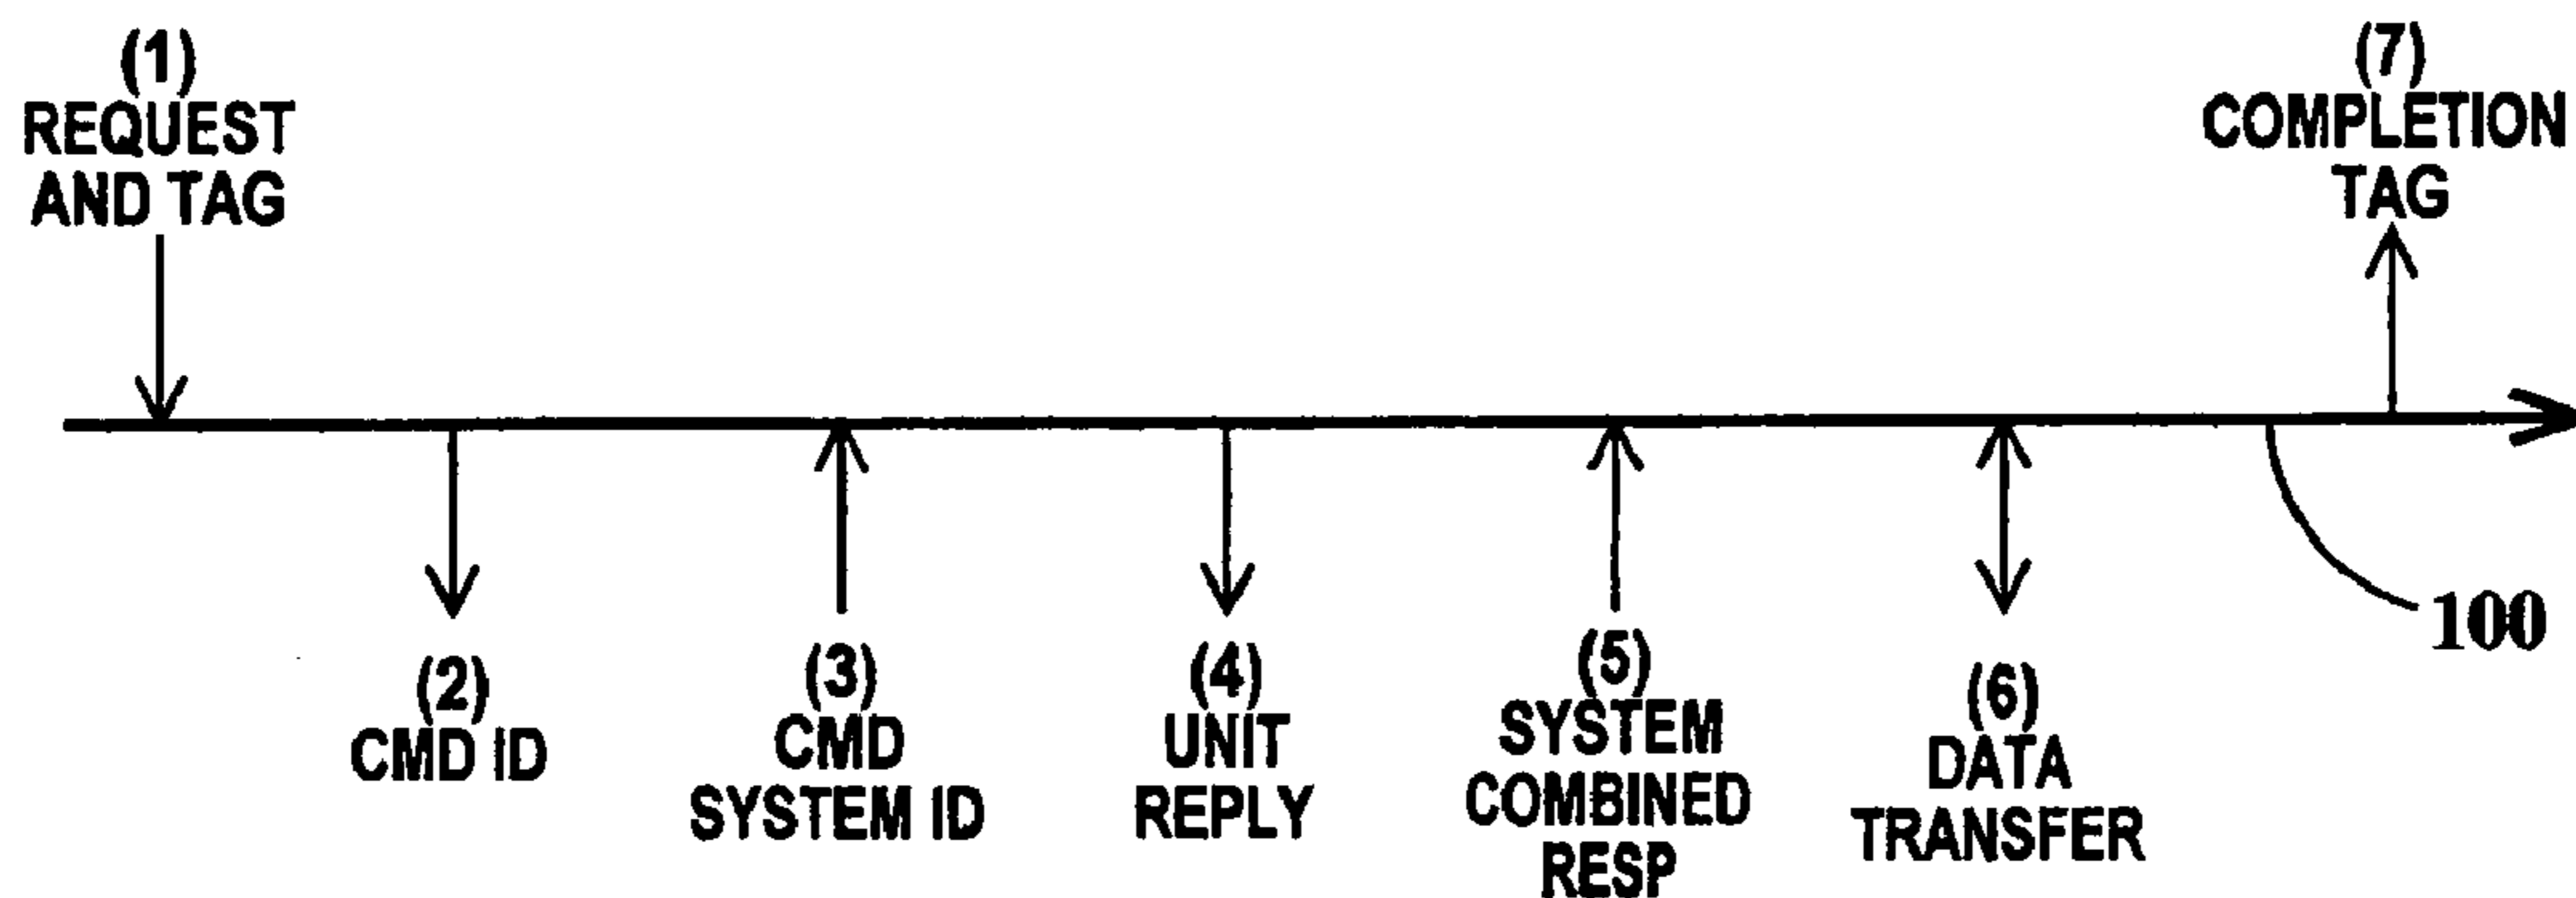 (1)
REQUEST
AND TAG
(7)
COMPLETION
TAG
(2)
CMD ID
(3)
CMD
SYSTEM ID
(4)
UNIT
REPLY
(5)
SYSTEM
COMBINED
RESP
(6)
DATA
TRANSFER
100